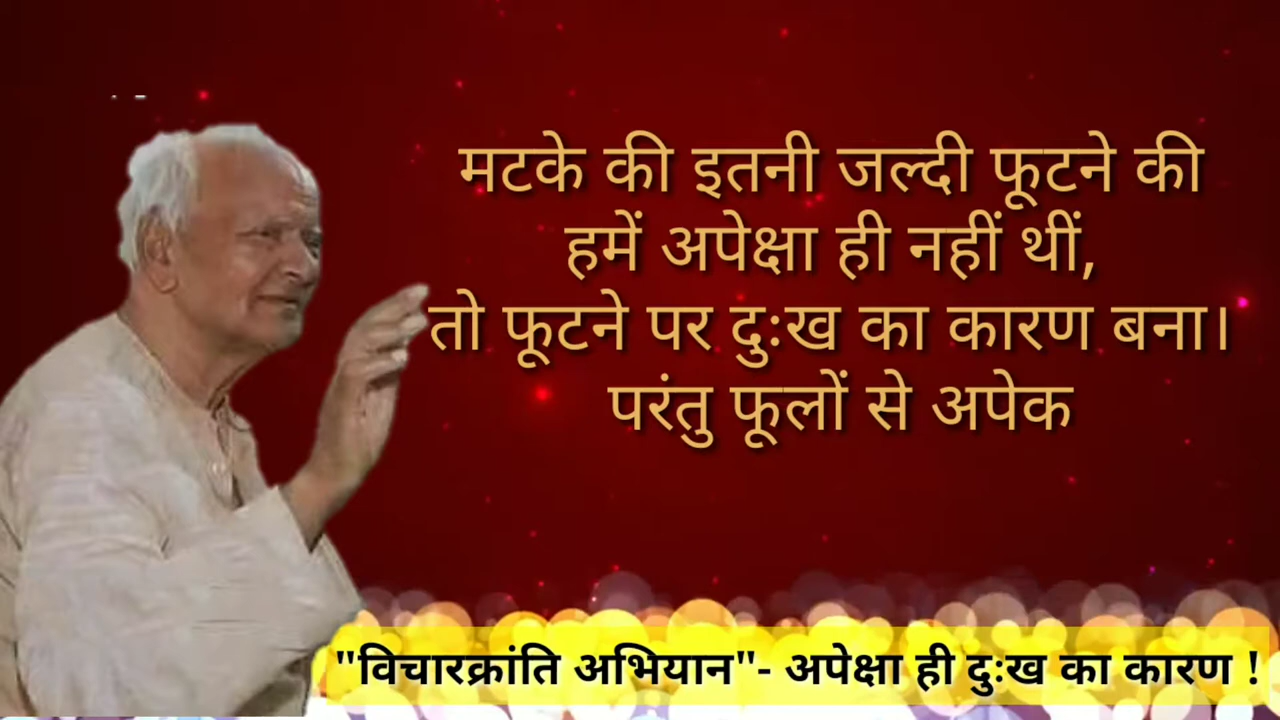 मटके की इतनी जल्दी फूटने की
हमें अपेक्षा ही नहीं थीं,
तो फूटने पर दुःख का कारण बना।
परंतु फूलों से अपेक
"विचारक्रांति अभियान"- अपेक्षा ही दुःख का कारण !